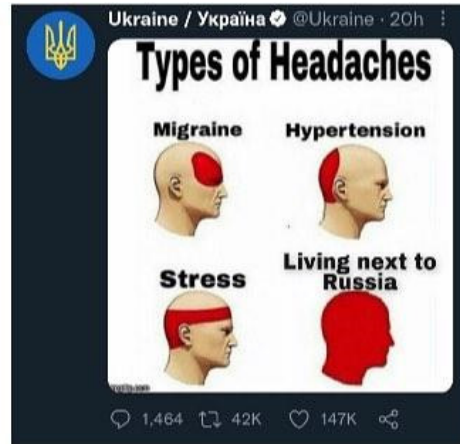 Ukraine / Україна @Ukraine · 20h
Types of Headaches
Migraine
Hypertension
Stress
Living next to
Russia
1,464 42K 147K